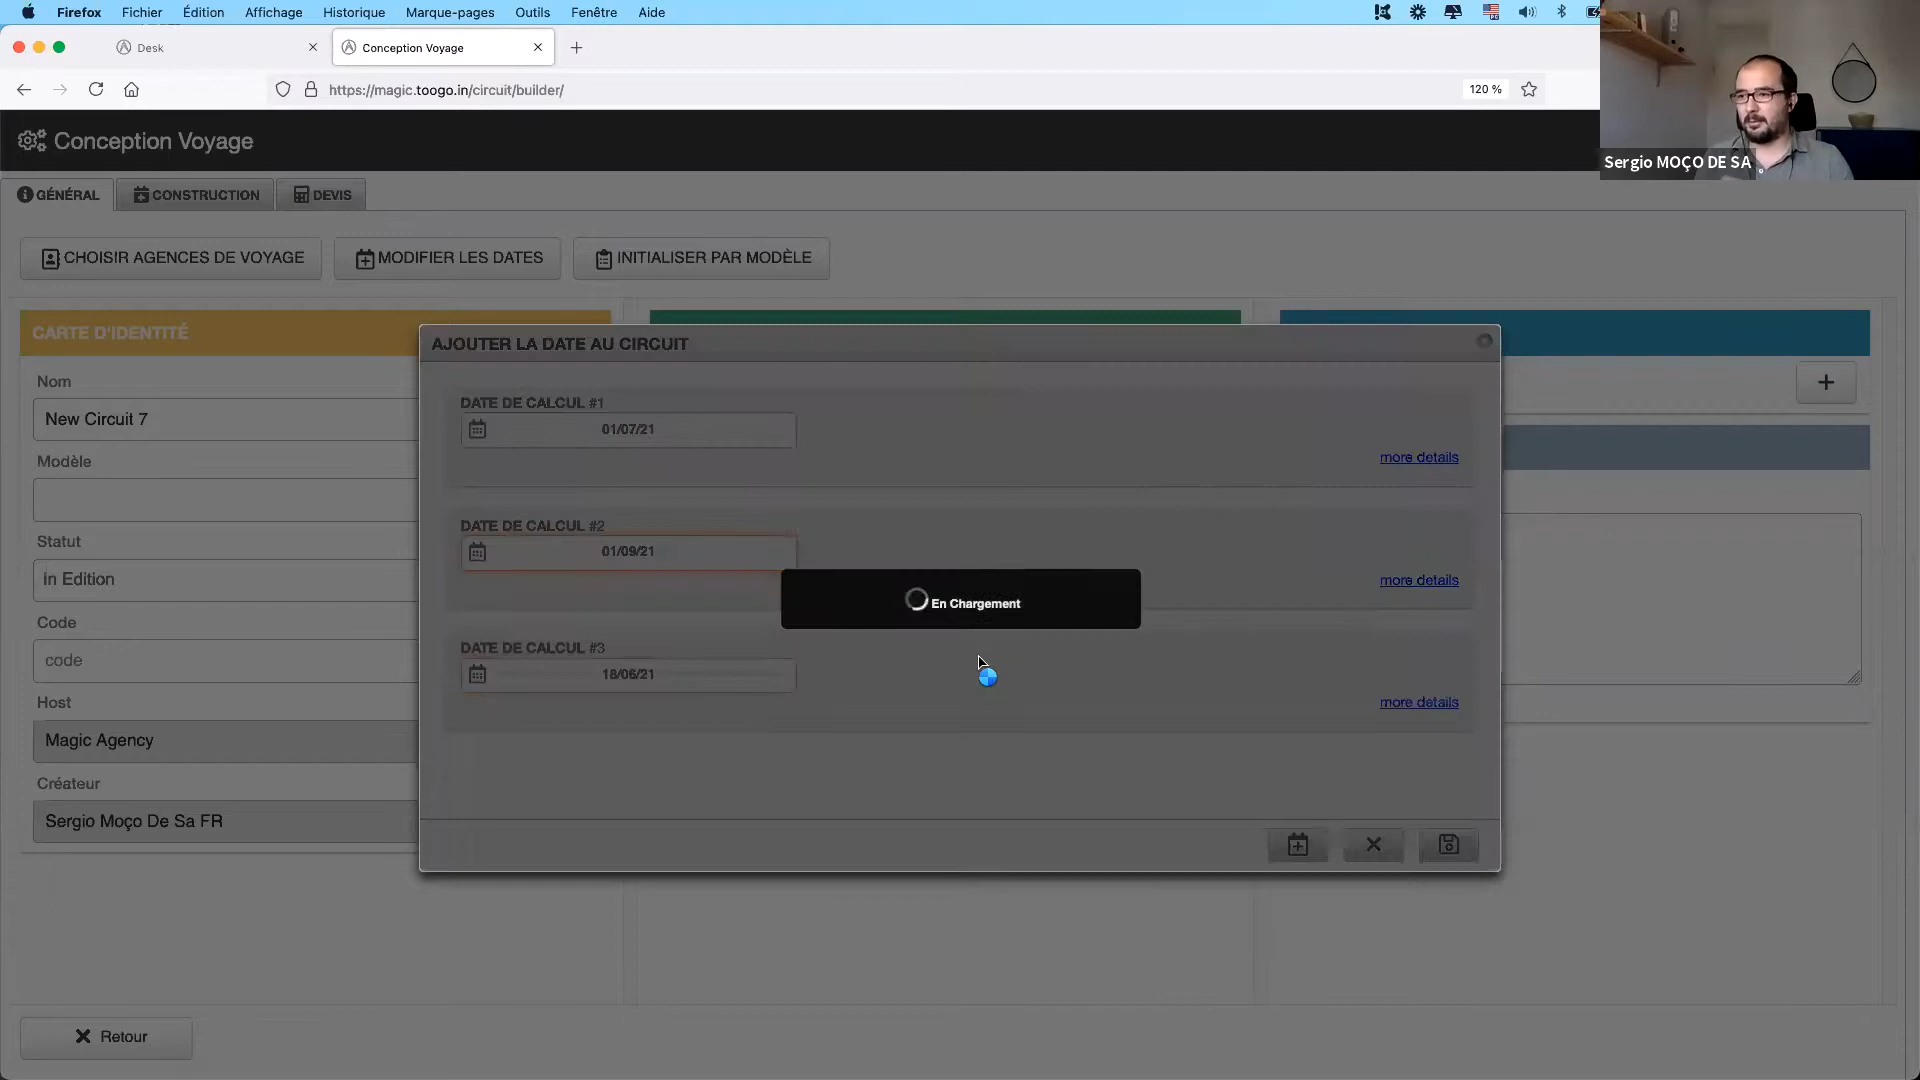 Firefox Fichier Édition Affichage Historique Marque-pages Outils Fenêtre Aide
Desk
Conception Voyage
https://magic.toogo.in/circuit/builder/
120 %
Conception Voyage
Sergio MOÇO DE SA
GÉNÉRAL
CONSTRUCTION
DEVIS
CHOISIR AGENCES DE VOYAGE
MODIFIER LES DATES
INITIALISER PAR MODÈLE
CARTE D'IDENTITÉ
Nom
New Circuit 7
Modèle
Statut
In Edition
Code
code
Host
Magic Agency
Créateur
Sergio Moço De Sa FR
AJOUTER LA DATE AU CIRCUIT
DATE DE CALCUL #1
01/07/21
more details
DATE DE CALCUL #2
01/09/21
more details
En Chargement
DATE DE CALCUL #3
18/06/21
more details
Retour